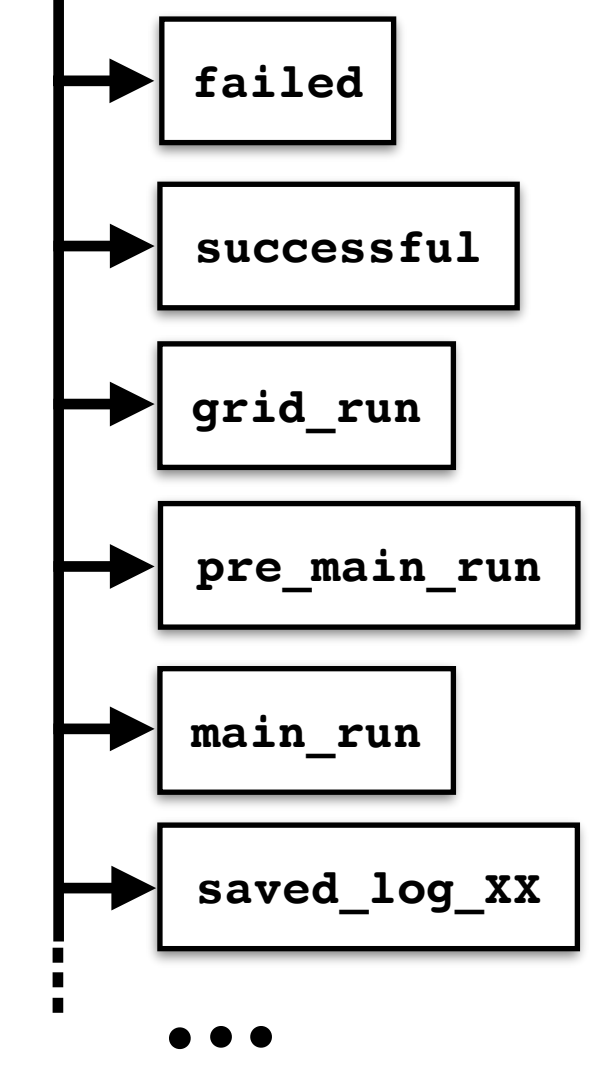 failed
successful
grid_run
pre_main_run
main_run
saved_log_XX
...